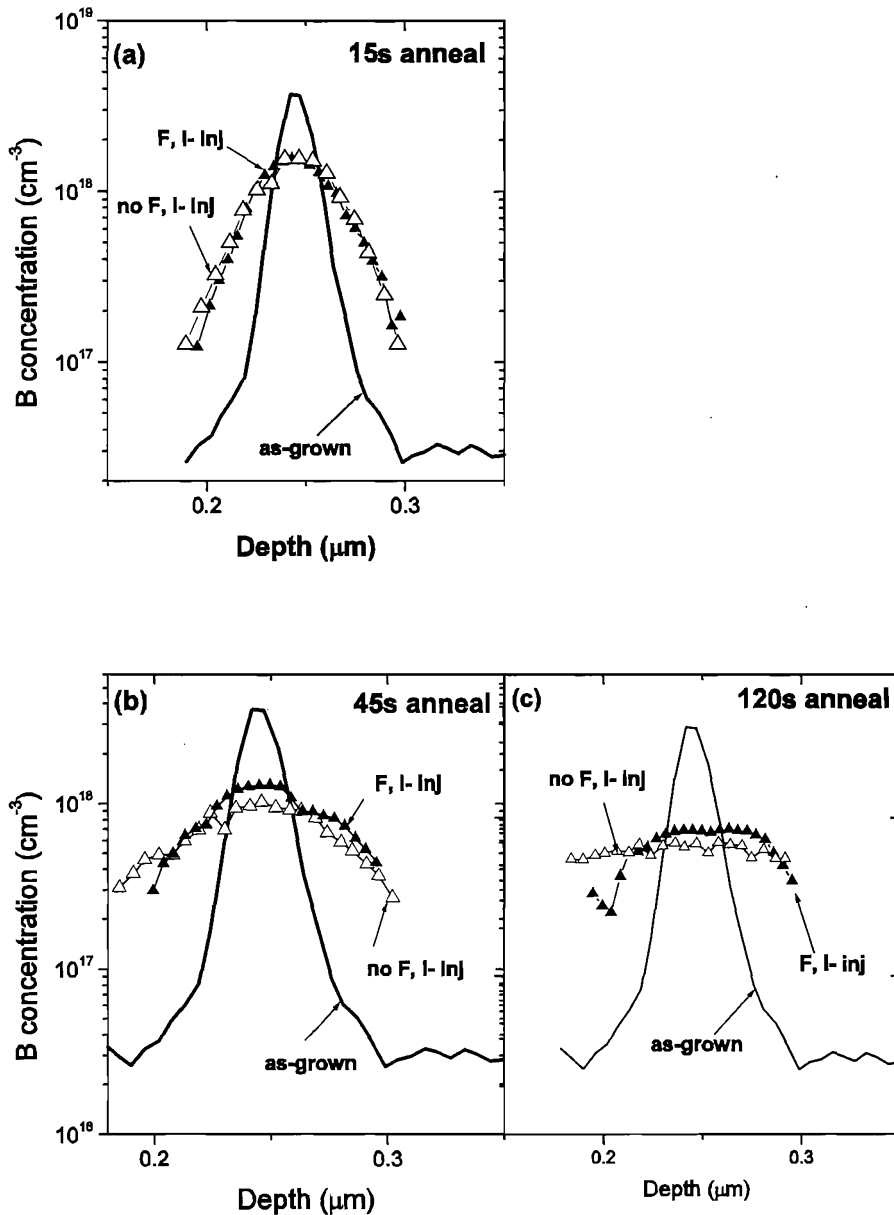 10¹⁹
(a)
15s anneal
F, I- Inj
10¹⁸
no F, I- Inj
B concentration (cm⁻³)
10¹⁷
as-grown
0.2
0.3
Depth (μm)
(b)
45s anneal
F, I- Inj
10¹⁸
B concentration (cm⁻³)
10¹⁷
no F, I- Inj
as-grown
10¹⁶
0.2
0.3
Depth (μm)
(c)
120s anneal
no F, I- inj
F, I- inj
as-grown
0.2
0.3
Depth (μm)